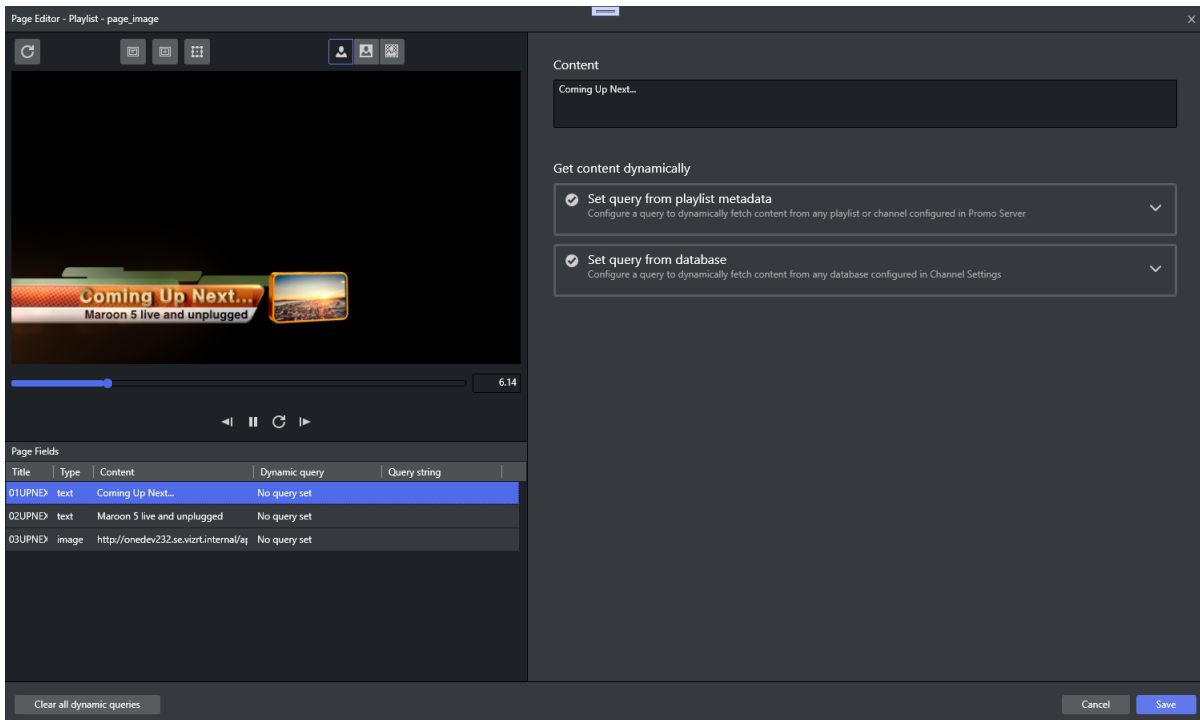 Page Editor - Playlist - page_image
Content
Coming Up Next...
Get content dynamically
Set query from playlist metadata
Configure a query to dynamically fetch content from any playlist or channel configured in Promo Server
Set query from database
Configure a query to dynamically fetch content from any database configured in Channel Settings
Coming Up Next...
Maroon 5 live and unplugged
6.14
Page Fields
Title Type Content Dynamic query Query string
01UPNEX text Coming Up Next... No query set
02UPNEX text Maroon 5 live and unplugged No query set
03UPNEX image http://onedev232.se.vizrt.internal/ap No query set
Clear all dynamic queries
Cancel Save